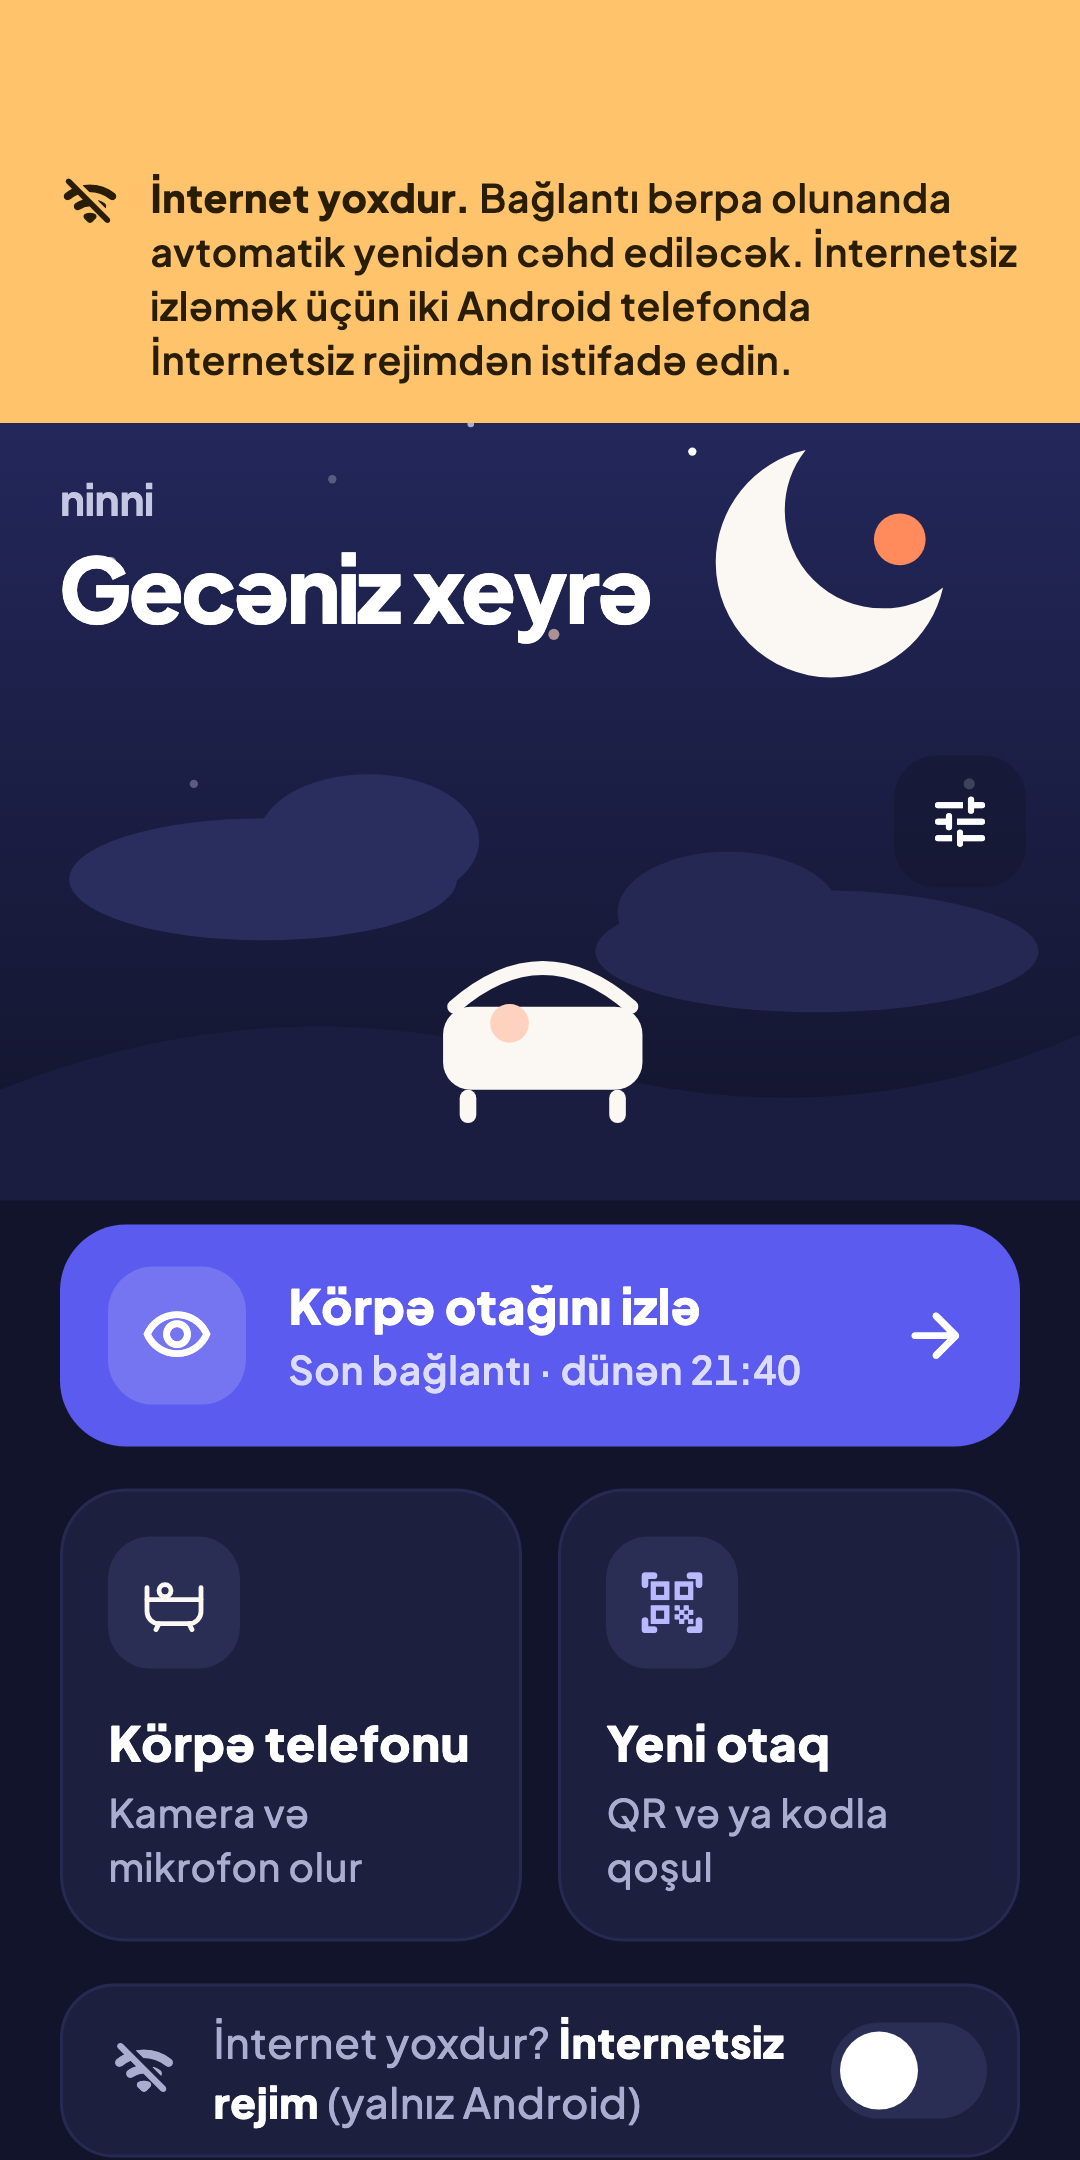 İnternet yoxdur. Bağlantı bərpa olunanda
avtomatik yenidən cəhd ediləcək. İnternetsiz
izləmək üçün iki Android telefonda
İnternetsiz rejimdən istifadə edin.
ninni
Gecəniz xeyrə
Körpə otağını izlə
Son bağlantı · dünən 21:40
Körpə telefonu
Kamera və
mikrofon olur
Yeni otaq
QR və ya kodla
qoşul
İnternet yoxdur? İnternetsiz
rejim (yalnız Android)